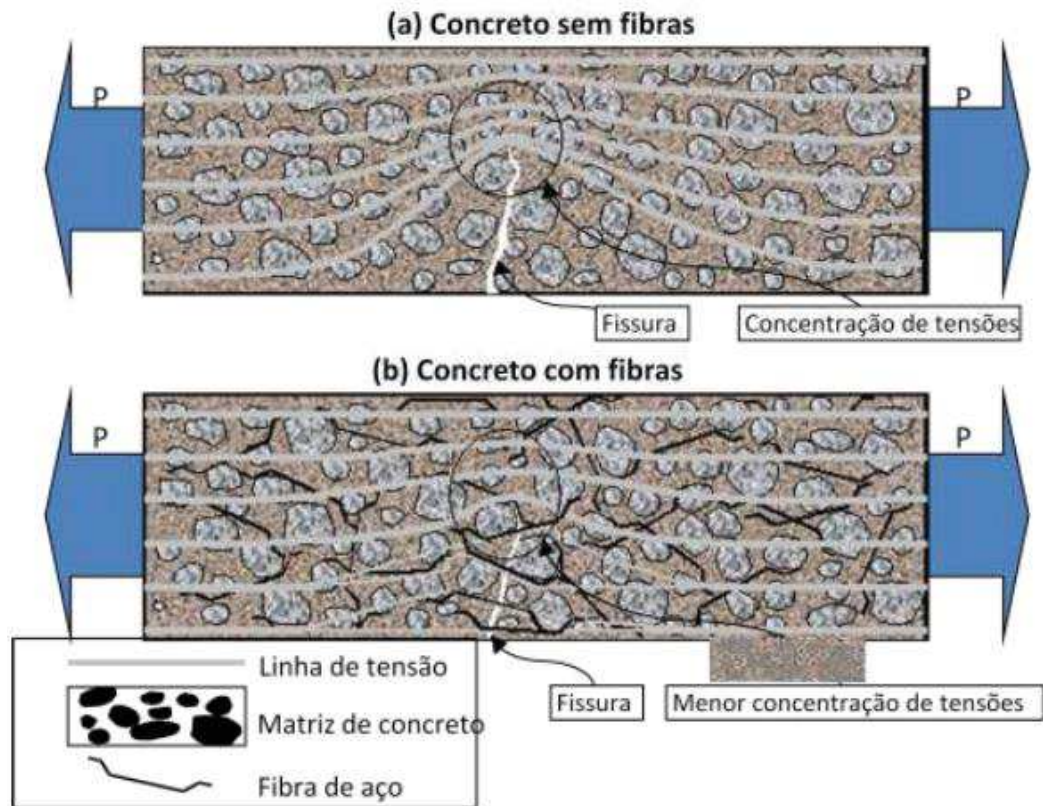 (a) Concreto sem fibras
P
P
Fissura
Concentração de tensões
(b) Concreto com fibras
P
P
Fissura
Menor concentração de tensões
Linha de tensão
Matriz de concreto
Fibra de aço